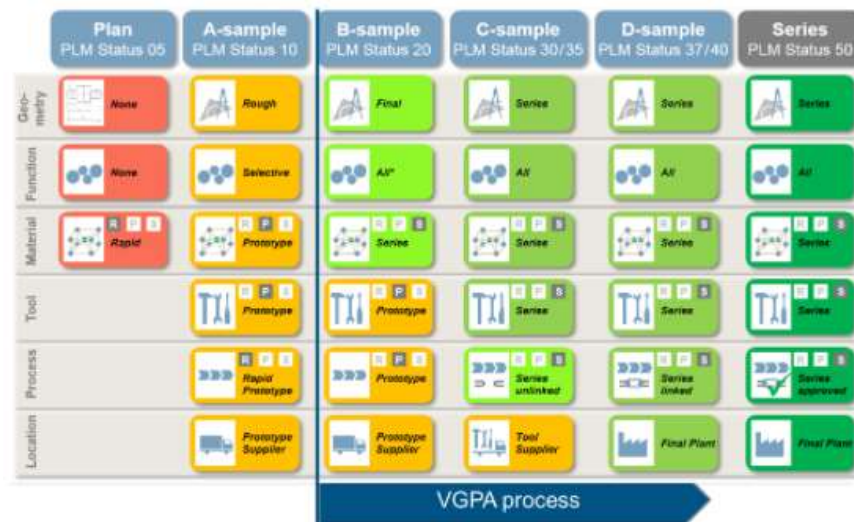 Plan
PLM Status 05
A-sample
PLM Status 10
B-sample
PLM Status 20
C-sample
PLM Status 30/35
D-sample
PLM Status 37/40
Series
PLM Status 50
Geo-
metry
None
Rough
Final
Series
Series
Series
Function
None
Selective
All*
All
All
All
Material
R P S
Rapid
R P S
Prototype
R P S
Series
R P S
Series
R P S
Series
R P S
Series
Tool
R P S
Prototype
R P S
Prototype
R P S
Series
R P S
Series
R P S
Series
Process
R P S
Rapid
Prototype
R P S
Prototype
R P S
Series
unlinked
R P S
Series
linked
R P S
Series
approved
Location
Prototype
Supplier
Prototype
Supplier
Tool
Supplier
Final Plant
Final Plant
VGPA process